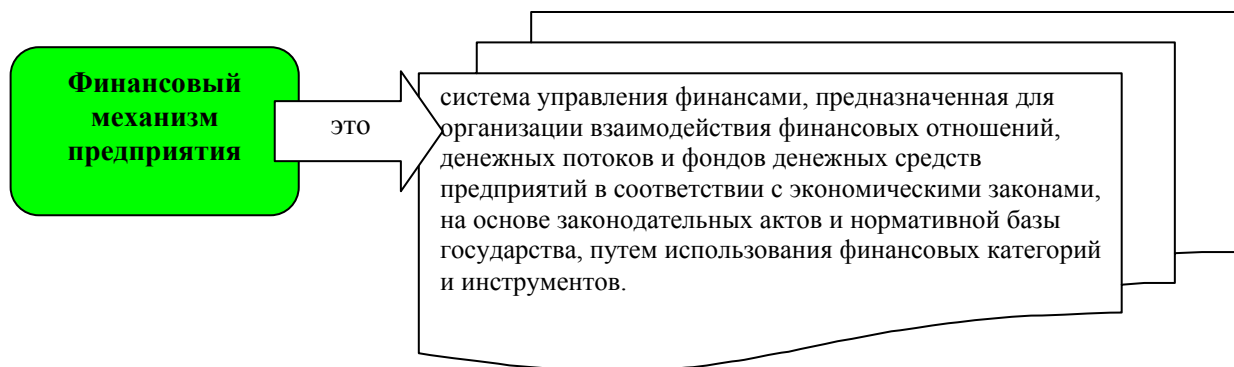 Финансовый
механизм
предприятия
это
система управления финансами, предназначенная для
организации взаимодействия финансовых отношений,
денежных потоков и фондов денежных средств
предприятий в соответствии с экономическими законами,
на основе законодательных актов и нормативной базы
государства, путем использования финансовых категорий
и инструментов.